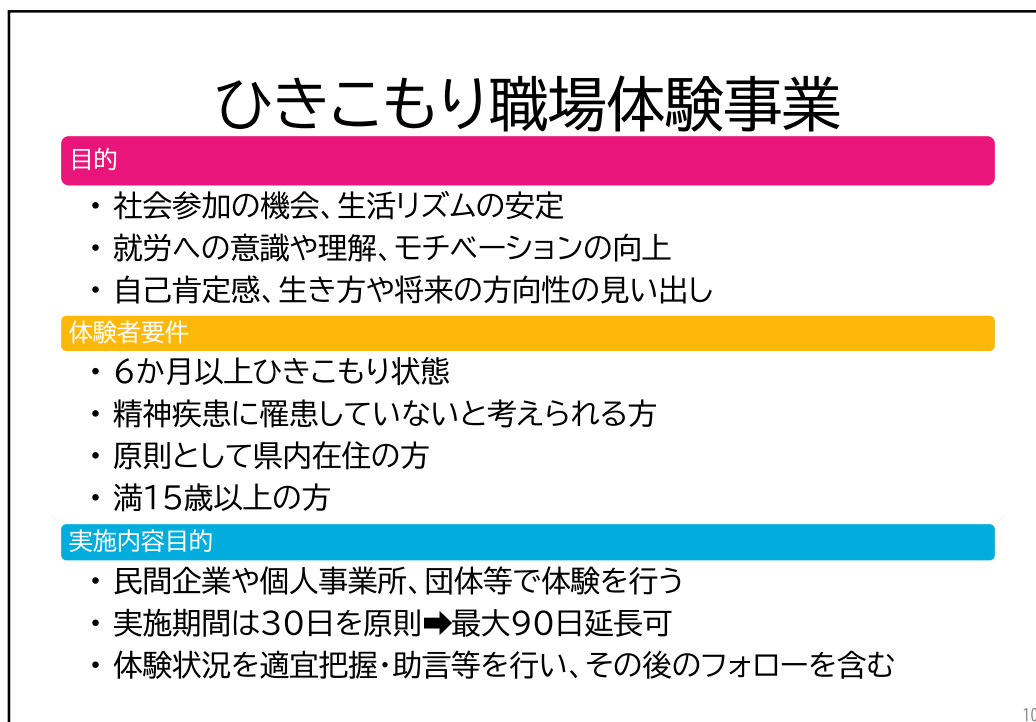 ひきこもり職場体験事業
目的
・社会参加の機会、生活リズムの安定
・就労への意識や理解、モチベーションの向上
・自己肯定感、生き方や将来の方向性の見い出し
体験者要件
・6か月以上ひきこもり状態
・精神疾患に罹患していないと考えられる方
・原則として県内在住の方
・満15歳以上の方
実施内容目的
・民間企業や個人事業所、団体等で体験を行う
・実施期間は30日を原則➡最大90日延長可
・体験状況を適宜把握・助言等を行い、その後のフォローを含む
10